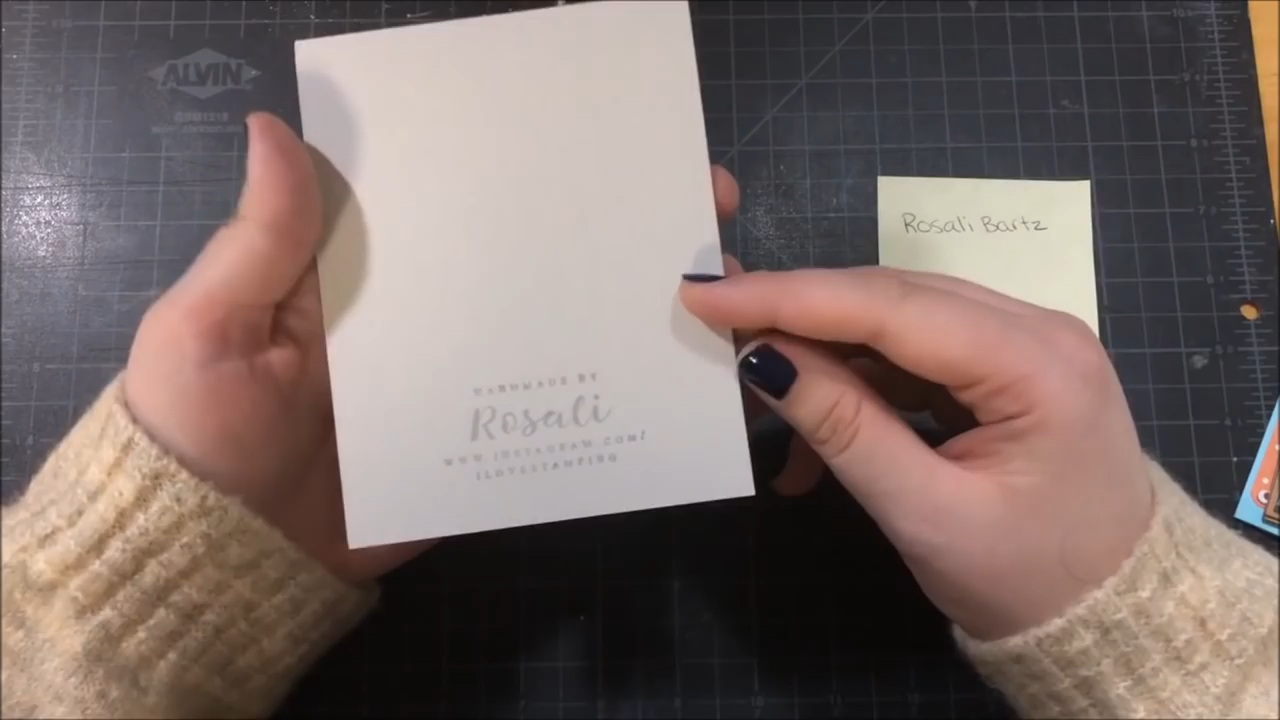 ALVIN
Rosali Bartz
HANDMADE BY
Rosali
WWW.INSTAGRAM.COM/
ILOVESTAMPING